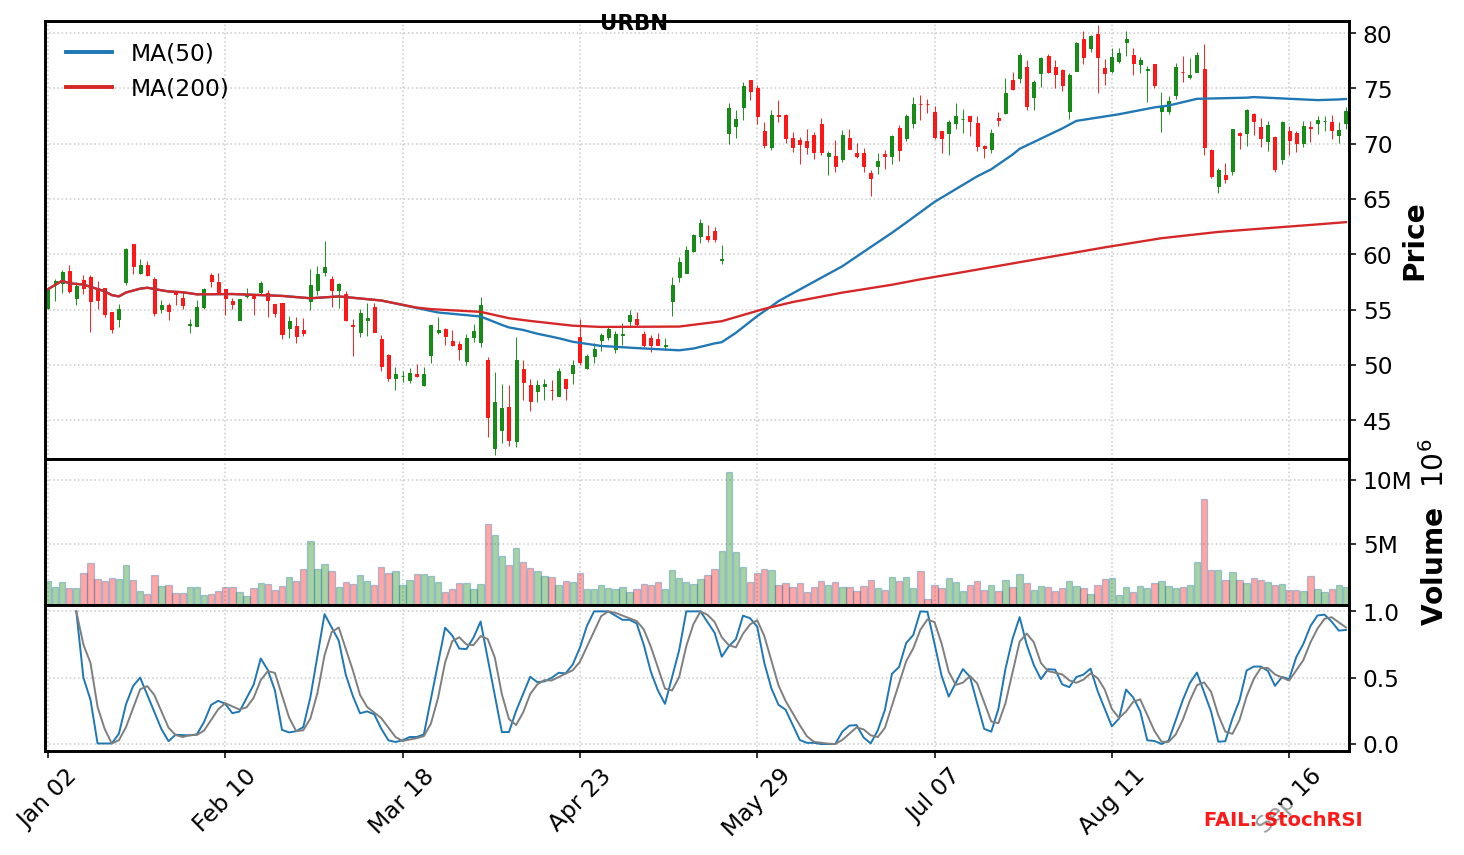 URBN
MA(50)
MA(200)
80
75
70
65
60
55
50
45
Price
10M
5M
Volume 10^6
1.0
0.5
0.0
Jan 02
Feb 10
Mar 18
Apr 23
May 29
Jul 07
Aug 11
Sep 16
FAIL: StochRSI